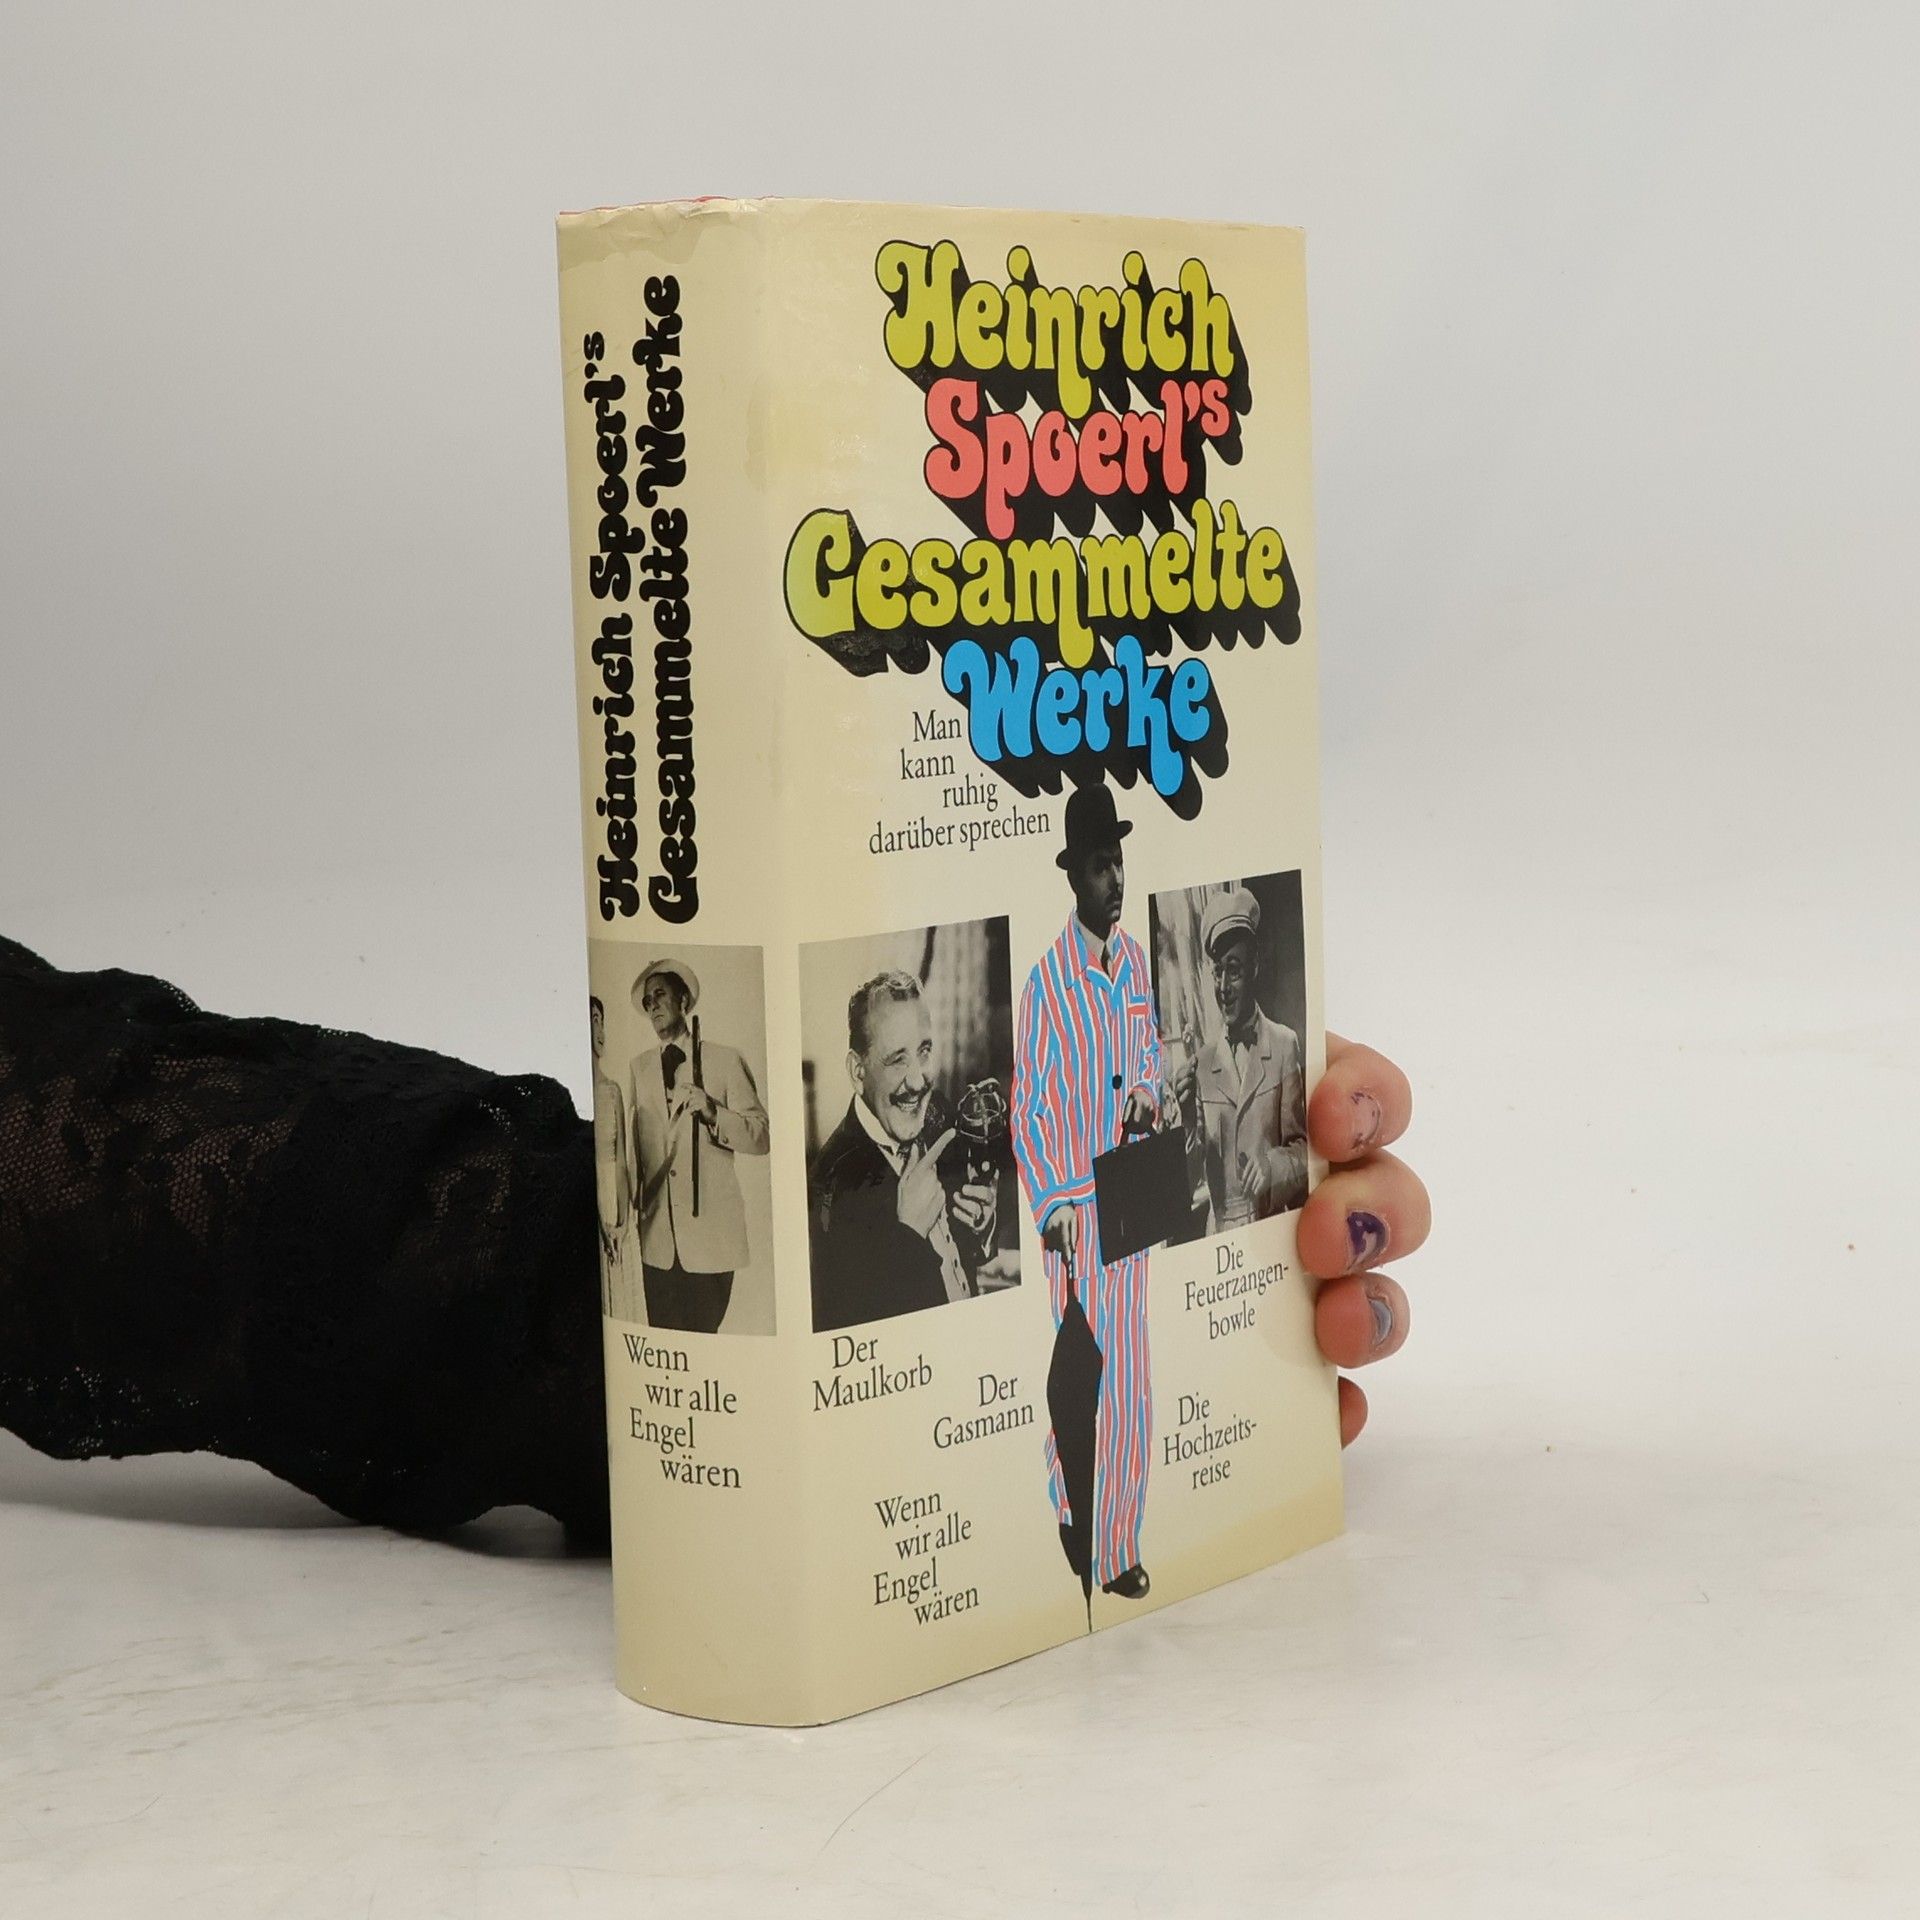 Heinrich Spoerl's
Gesammelte Werke
Wenn
wir alle
Engel
wären
Heinrich
Spoerl's
Gesammelte
Werke
Man
kann
ruhig
darüber sprechen
Der
Maulkorb
Der
Gasmann
Die
Feuerzangen-
bowle
Die
Hochzeits-
reise
Wenn
wir alle
Engel
wären